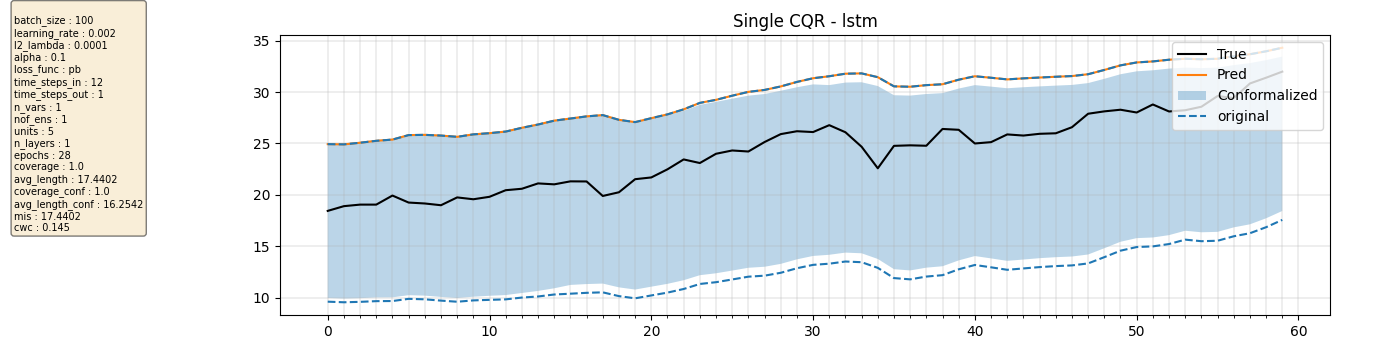 batch_size : 100
learning_rate : 0.002
l2_lambda : 0.0001
alpha : 0.1
loss_func : pb
time_steps_in : 12
time_steps_out : 1
n_vars : 1
nof_ens : 1
units : 5
n_layers : 1
epochs : 28
coverage : 1.0
avg_length : 17.4402
coverage_conf : 1.0
avg_length_conf : 16.2542
mis : 17.4402
cwc : 0.145
Single CQR - lstm
35
30
25
20
15
10
True
Pred
Conformalized
original
0 10 20 30 40 50 60